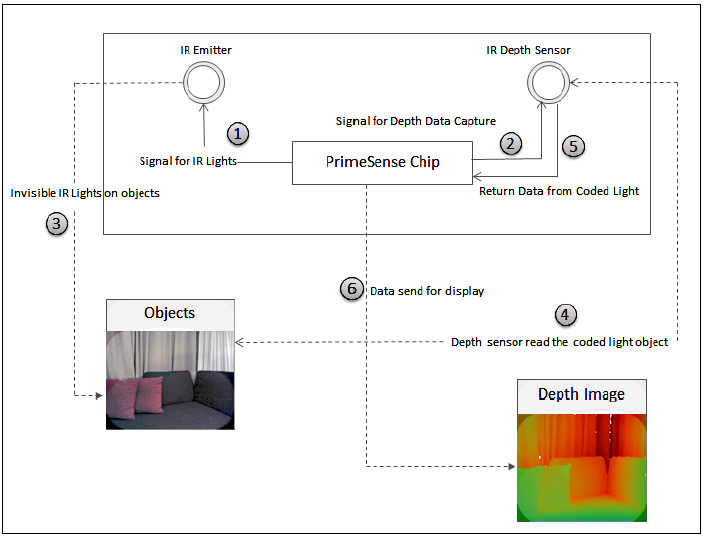 IR Emitter
IR Depth Sensor
Signal for Depth Data Capture
1
2
5
Signal for IR Lights
PrimeSense Chip
Return Data from Coded Light
Invisible IR Lights on objects
3
6
Data send for display
4
Objects
Depth sensor read the coded light object
Depth Image